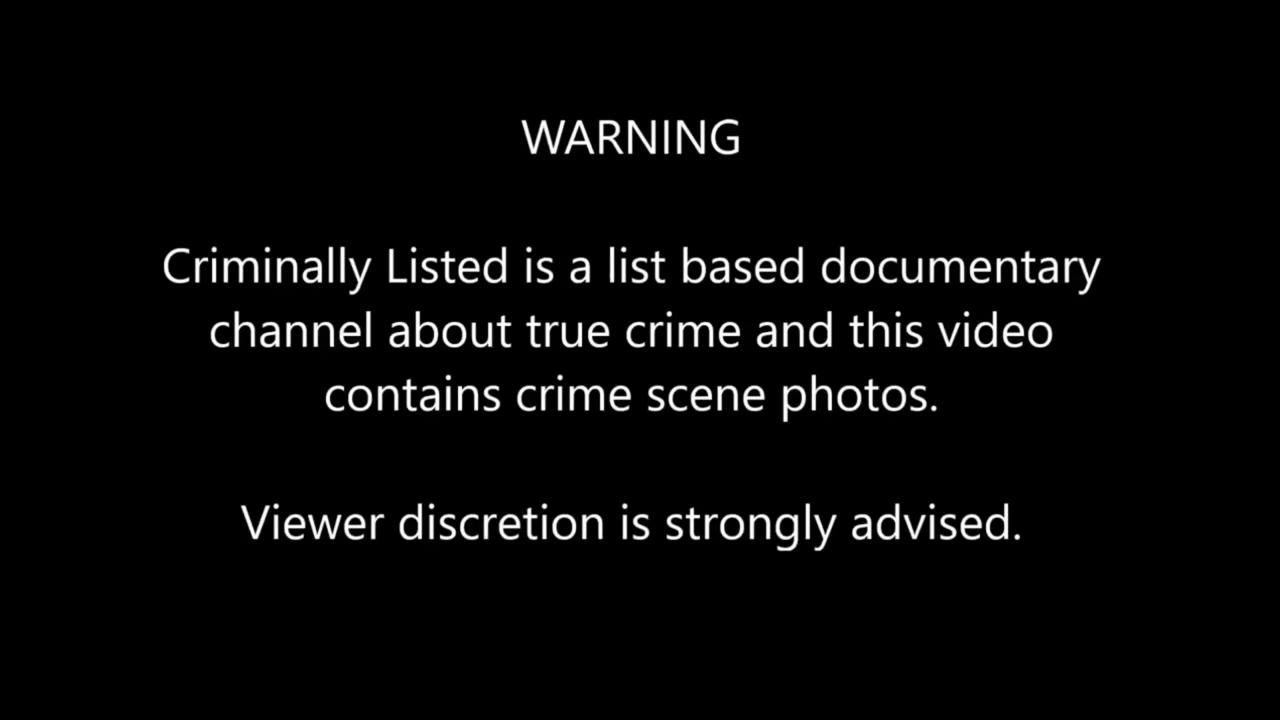 WARNING
Criminally Listed is a list based documentary
channel about true crime and this video
contains crime scene photos.
Viewer discretion is strongly advised.